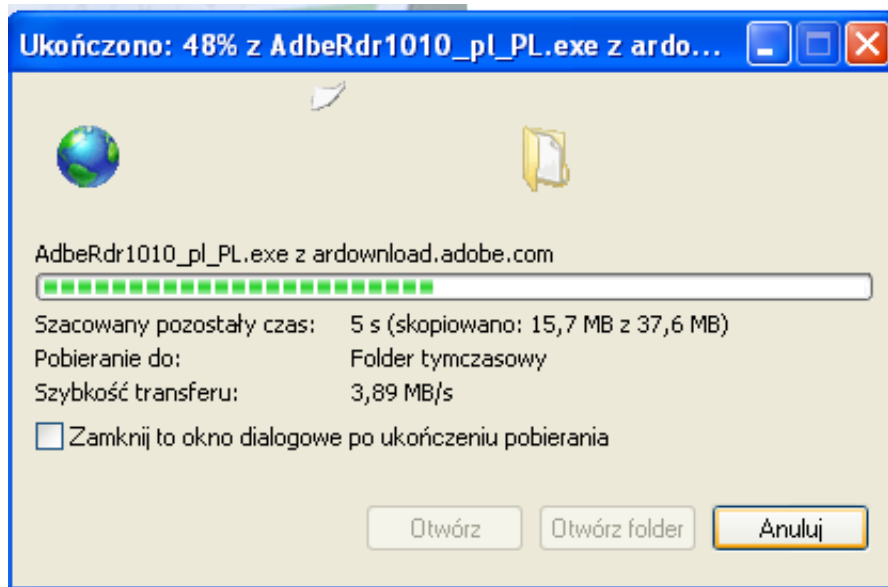 Ukończono: 48% z AdbeRdr1010_pl_PL.exe z ardo...
AdbeRdr1010_pl_PL.exe z ardownload.adobe.com
Szacowany pozostały czas: 5 s (skopiowano: 15,7 MB z 37,6 MB)
Pobieranie do: Folder tymczasowy
Szybkość transferu: 3,89 MB/s
Zamknij to okno dialogowe po ukończeniu pobierania
Otwórz Otwórz folder Anuluj